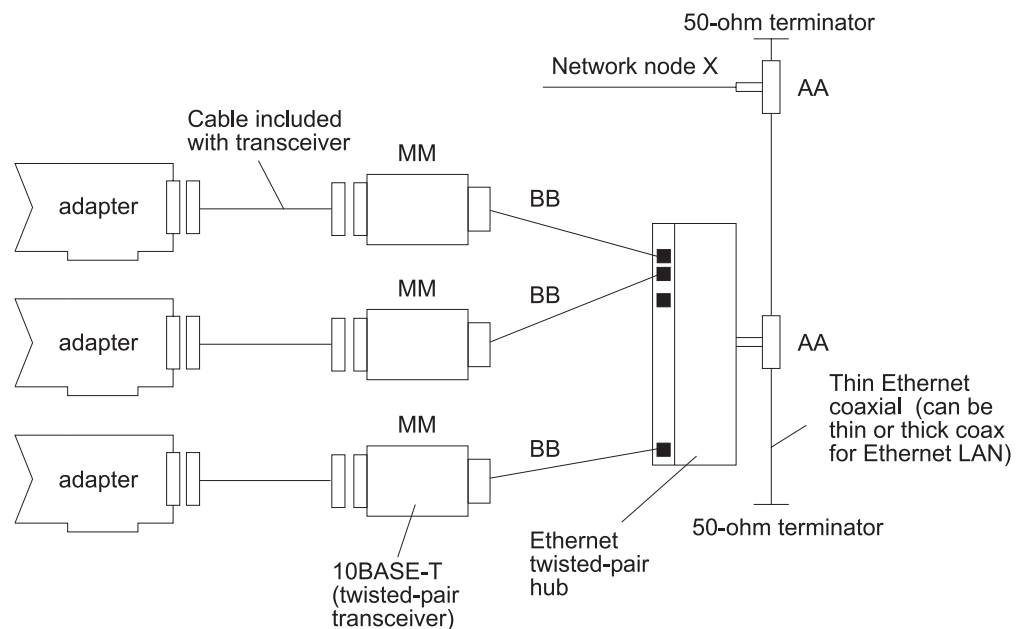 50-ohm terminator
Network node X
AA
Cable included
with transceiver
MM
adapter
BB
MM
adapter
BB
AA
Thin Ethernet
coaxial (can be
thin or thick coax
for Ethernet LAN)
MM
adapter
BB
50-ohm terminator
Ethernet
twisted-pair
hub
10BASE-T
(twisted-pair
transceiver)